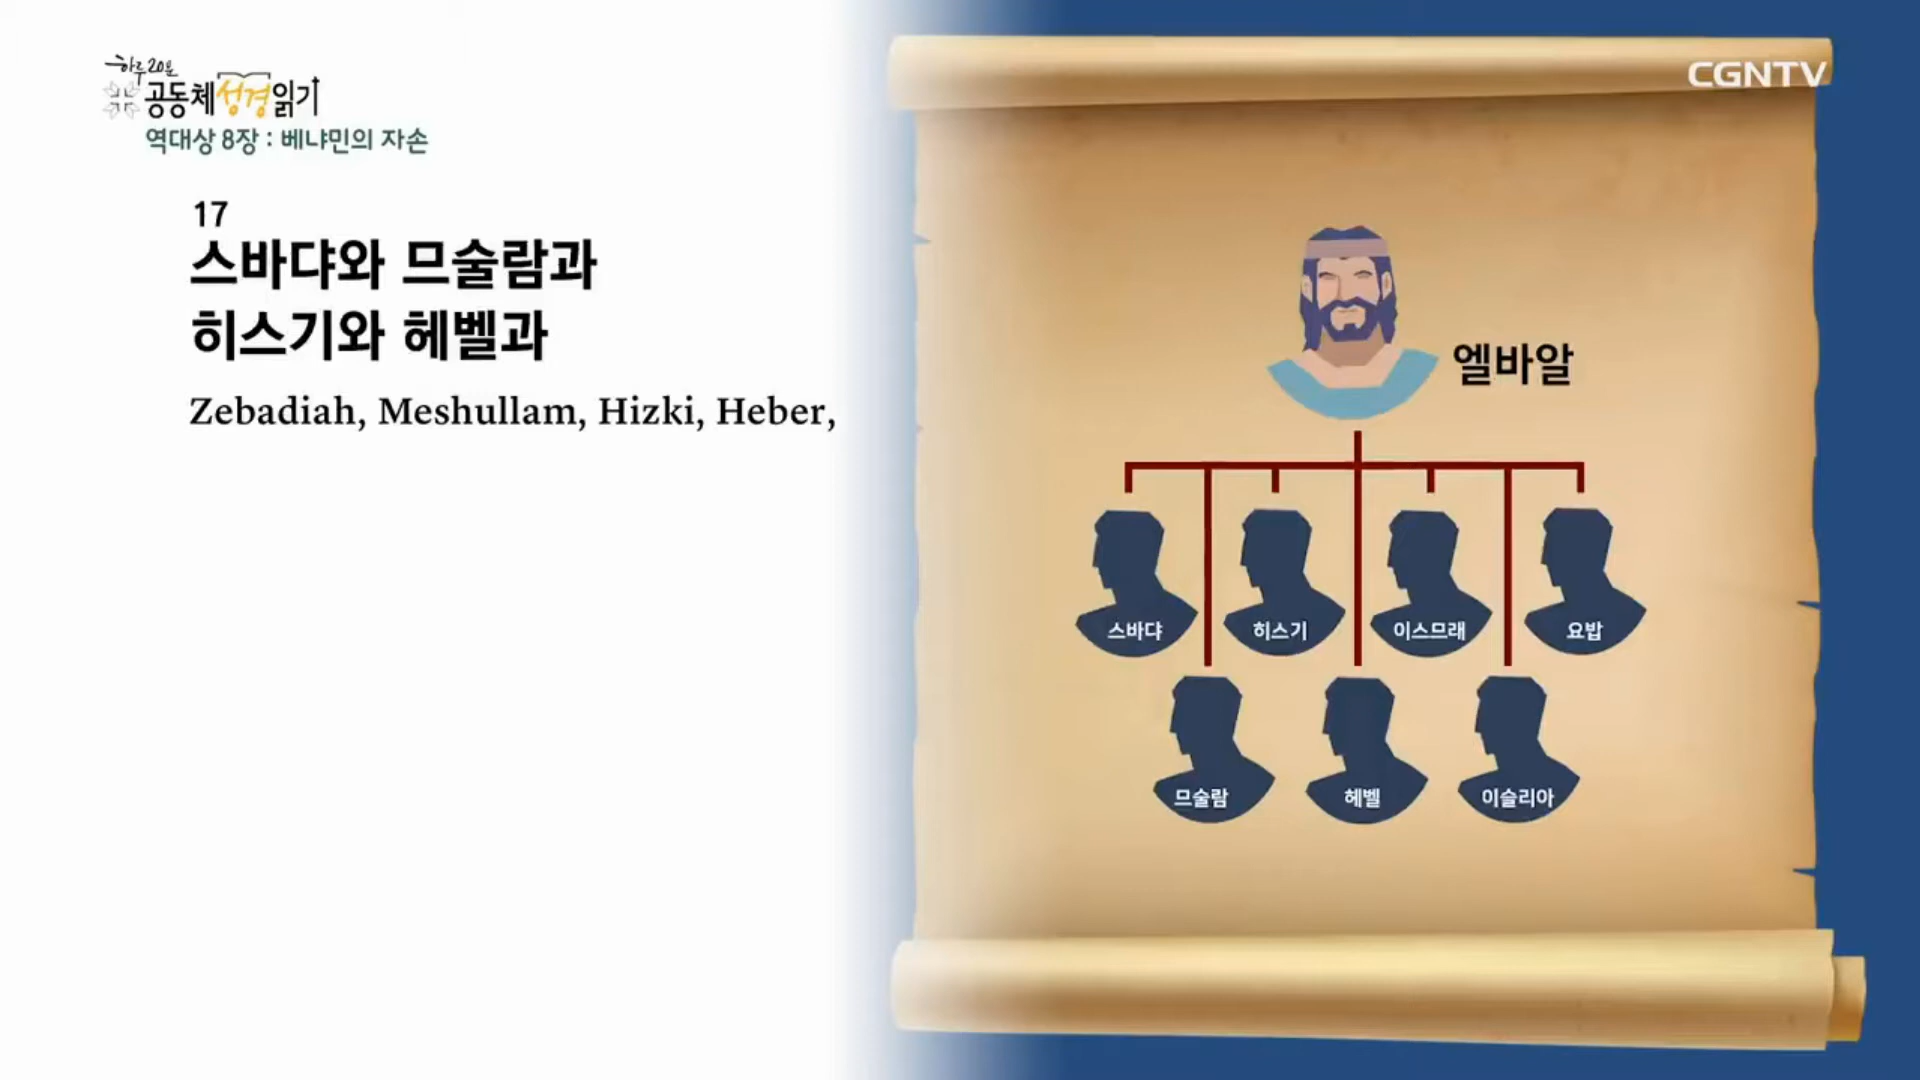 하루 20분
공동체성경읽기
역대상 8장 : 베냐민의 자손
17
스바댜와 므술람과
히스기와 헤벨과
Zebadiah, Meshullam, Hizki, Heber,
CGNTV
엘바알
스바댜
히스기
이스므래
요밥
므술람
헤벨
이슬리아